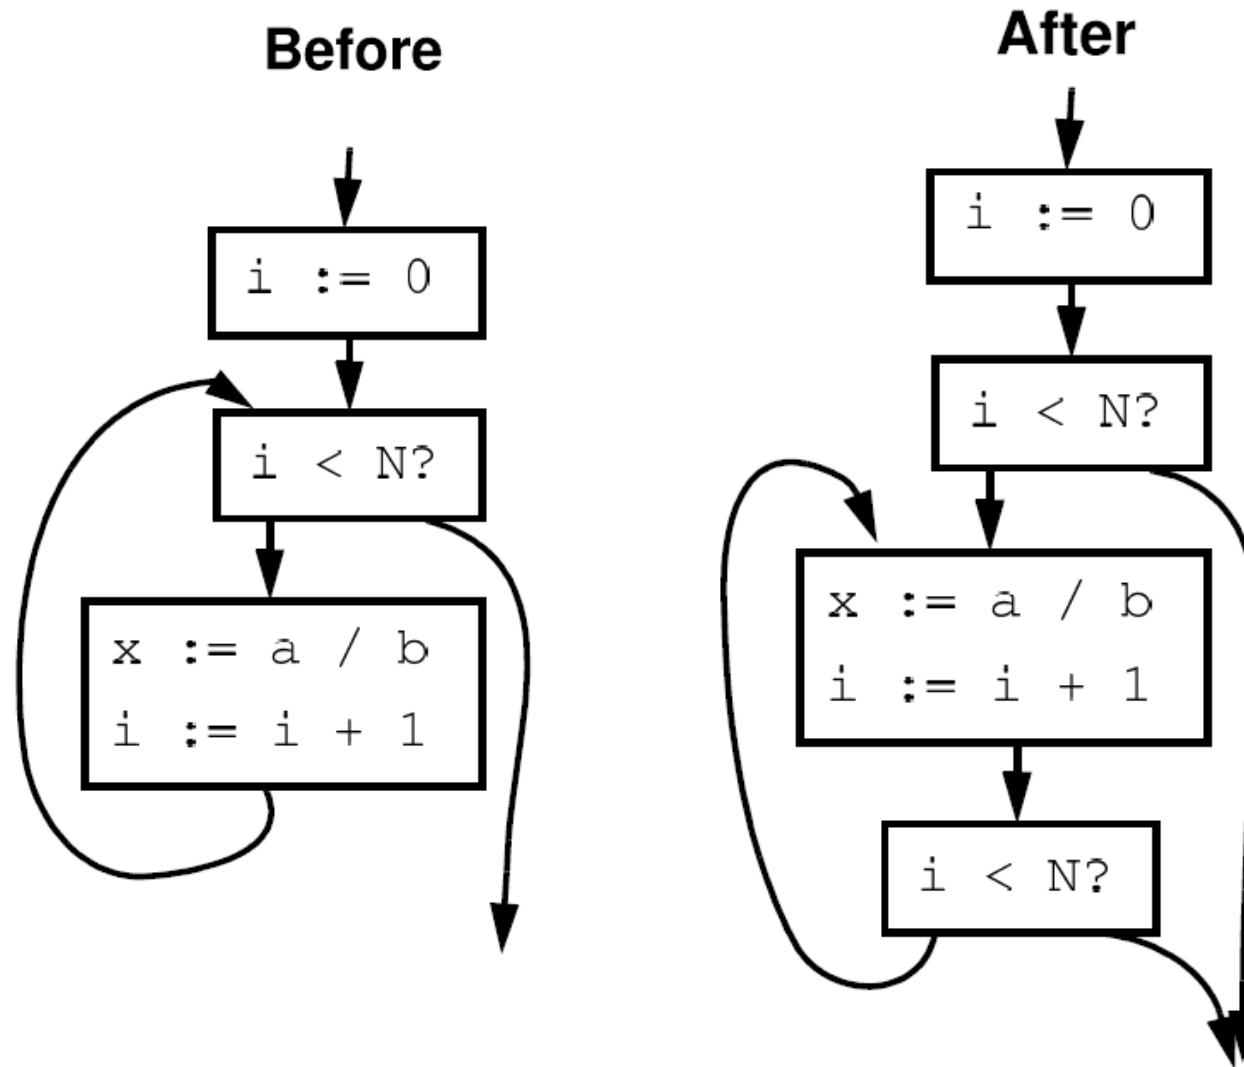 Before
i := 0
i < N?
x := a / b
i := i + 1
After
i := 0
i < N?
x := a / b
i := i + 1
i < N?